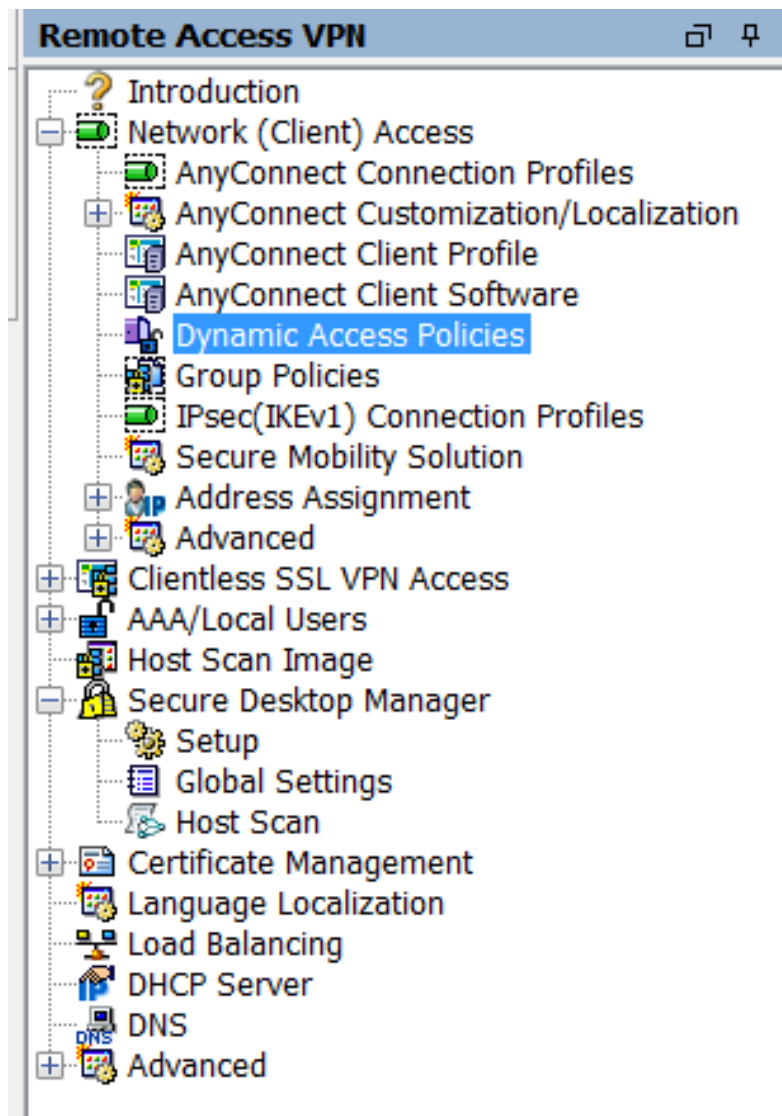 Remote Access VPN
Introduction
Network (Client) Access
AnyConnect Connection Profiles
AnyConnect Customization/Localization
AnyConnect Client Profile
AnyConnect Client Software
Dynamic Access Policies
Group Policies
IPsec(IKEv1) Connection Profiles
Secure Mobility Solution
IP Address Assignment
Advanced
Clientless SSL VPN Access
AAA/Local Users
Host Scan Image
Secure Desktop Manager
Setup
Global Settings
Host Scan
Certificate Management
Language Localization
Load Balancing
IP DHCP Server
DNS DNS
Advanced